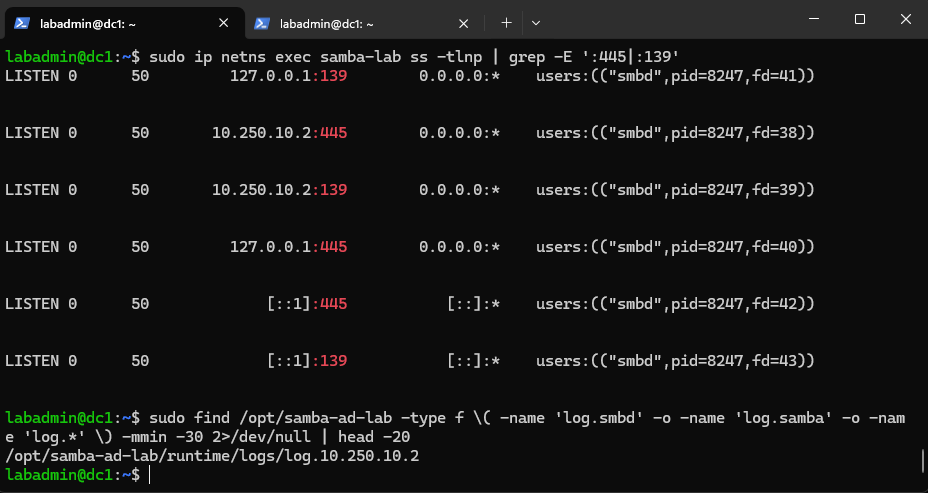 labadmin@dc1: ~
labadmin@dc1: ~
labadmin@dc1:~$ sudo ip netns exec samba-lab ss -tlnp | grep -E ':445|:139'
LISTEN 0      50         127.0.0.1:139        0.0.0.0:*    users:(("smbd",pid=8247,fd=41))
LISTEN 0      50       10.250.10.2:445        0.0.0.0:*    users:(("smbd",pid=8247,fd=38))
LISTEN 0      50       10.250.10.2:139        0.0.0.0:*    users:(("smbd",pid=8247,fd=39))
LISTEN 0      50         127.0.0.1:445        0.0.0.0:*    users:(("smbd",pid=8247,fd=40))
LISTEN 0      50             [::1]:445           [::]:*    users:(("smbd",pid=8247,fd=42))
LISTEN 0      50             [::1]:139           [::]:*    users:(("smbd",pid=8247,fd=43))
labadmin@dc1:~$ sudo find /opt/samba-ad-lab -type f \( -name 'log.smbd' -o -name 'log.samba' -o -nam
e 'log.*' \) -mmin -30 2>/dev/null | head -20
/opt/samba-ad-lab/runtime/logs/log.10.250.10.2
labadmin@dc1:~$